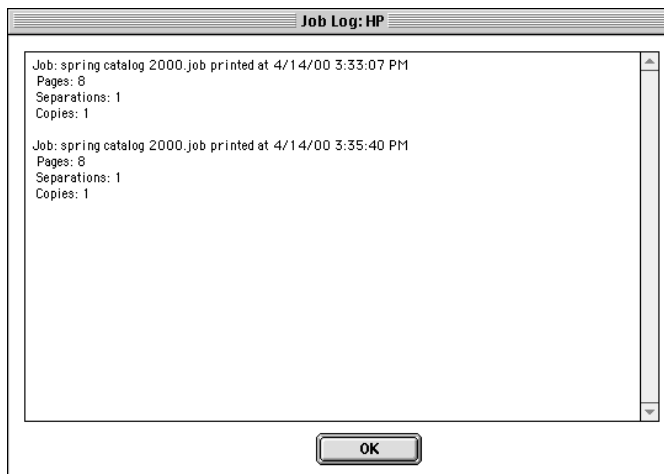 Job Log: HP
Job: spring catalog 2000.job printed at 4/14/00 3:33:07 PM
Pages: 8
Separations: 1
Copies: 1
Job: spring catalog 2000.job printed at 4/14/00 3:35:40 PM
Pages: 8
Separations: 1
Copies: 1
OK